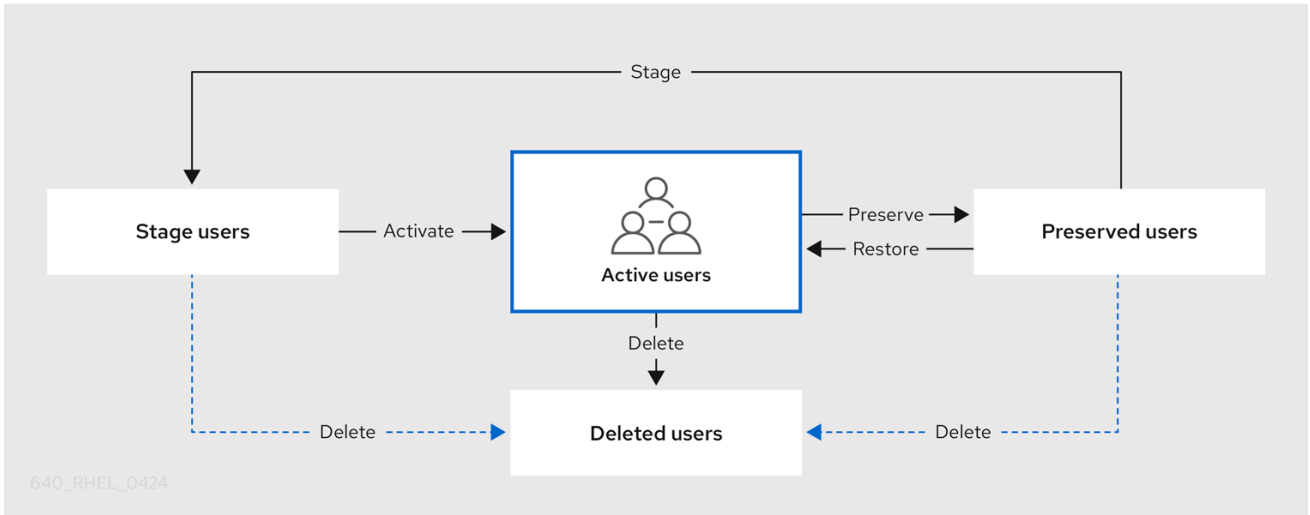 Stage
Stage users
Activate
Active users
Preserve
Restore
Preserved users
Delete
Delete
Deleted users
Delete
640_RHEL_0424